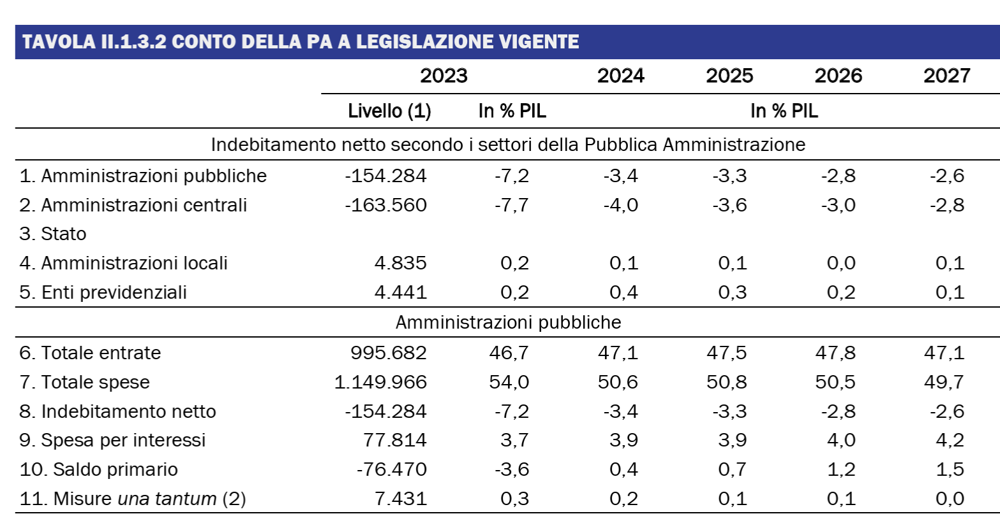 TAVOLA II.1.3.2 CONTO DELLA PA A LEGISLAZIONE VIGENTE
2023 2024 2025 2026 2027
Livello (1) In % PIL In % PIL
Indebitamento netto secondo i settori della Pubblica Amministrazione
1. Amministrazioni pubbliche -154.284 -7,2 -3,4 -3,3 -2,8 -2,6
2. Amministrazioni centrali -163.560 -7,7 -4,0 -3,6 -3,0 -2,8
3. Stato
4. Amministrazioni locali 4.835 0,2 0,1 0,1 0,0 0,1
5. Enti previdenziali 4.441 0,2 0,4 0,3 0,2 0,1
Amministrazioni pubbliche
6. Totale entrate 995.682 46,7 47,1 47,5 47,8 47,1
7. Totale spese 1.149.966 54,0 50,6 50,8 50,5 49,7
8. Indebitamento netto -154.284 -7,2 -3,4 -3,3 -2,8 -2,6
9. Spesa per interessi 77.814 3,7 3,9 3,9 4,0 4,2
10. Saldo primario -76.470 -3,6 0,4 0,7 1,2 1,5
11. Misure una tantum (2) 7.431 0,3 0,2 0,1 0,1 0,0